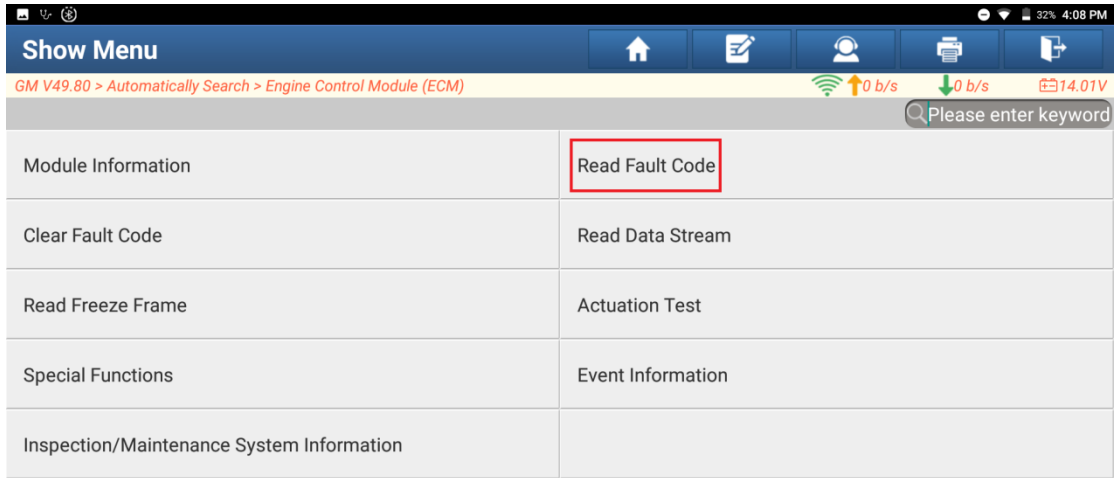 32% 4:08 PM
Show Menu
GM V49.80 > Automatically Search > Engine Control Module (ECM) 0 b/s 0 b/s 14.01V
Please enter keyword
Module Information
Read Fault Code
Clear Fault Code
Read Data Stream
Read Freeze Frame
Actuation Test
Special Functions
Event Information
Inspection/Maintenance System Information